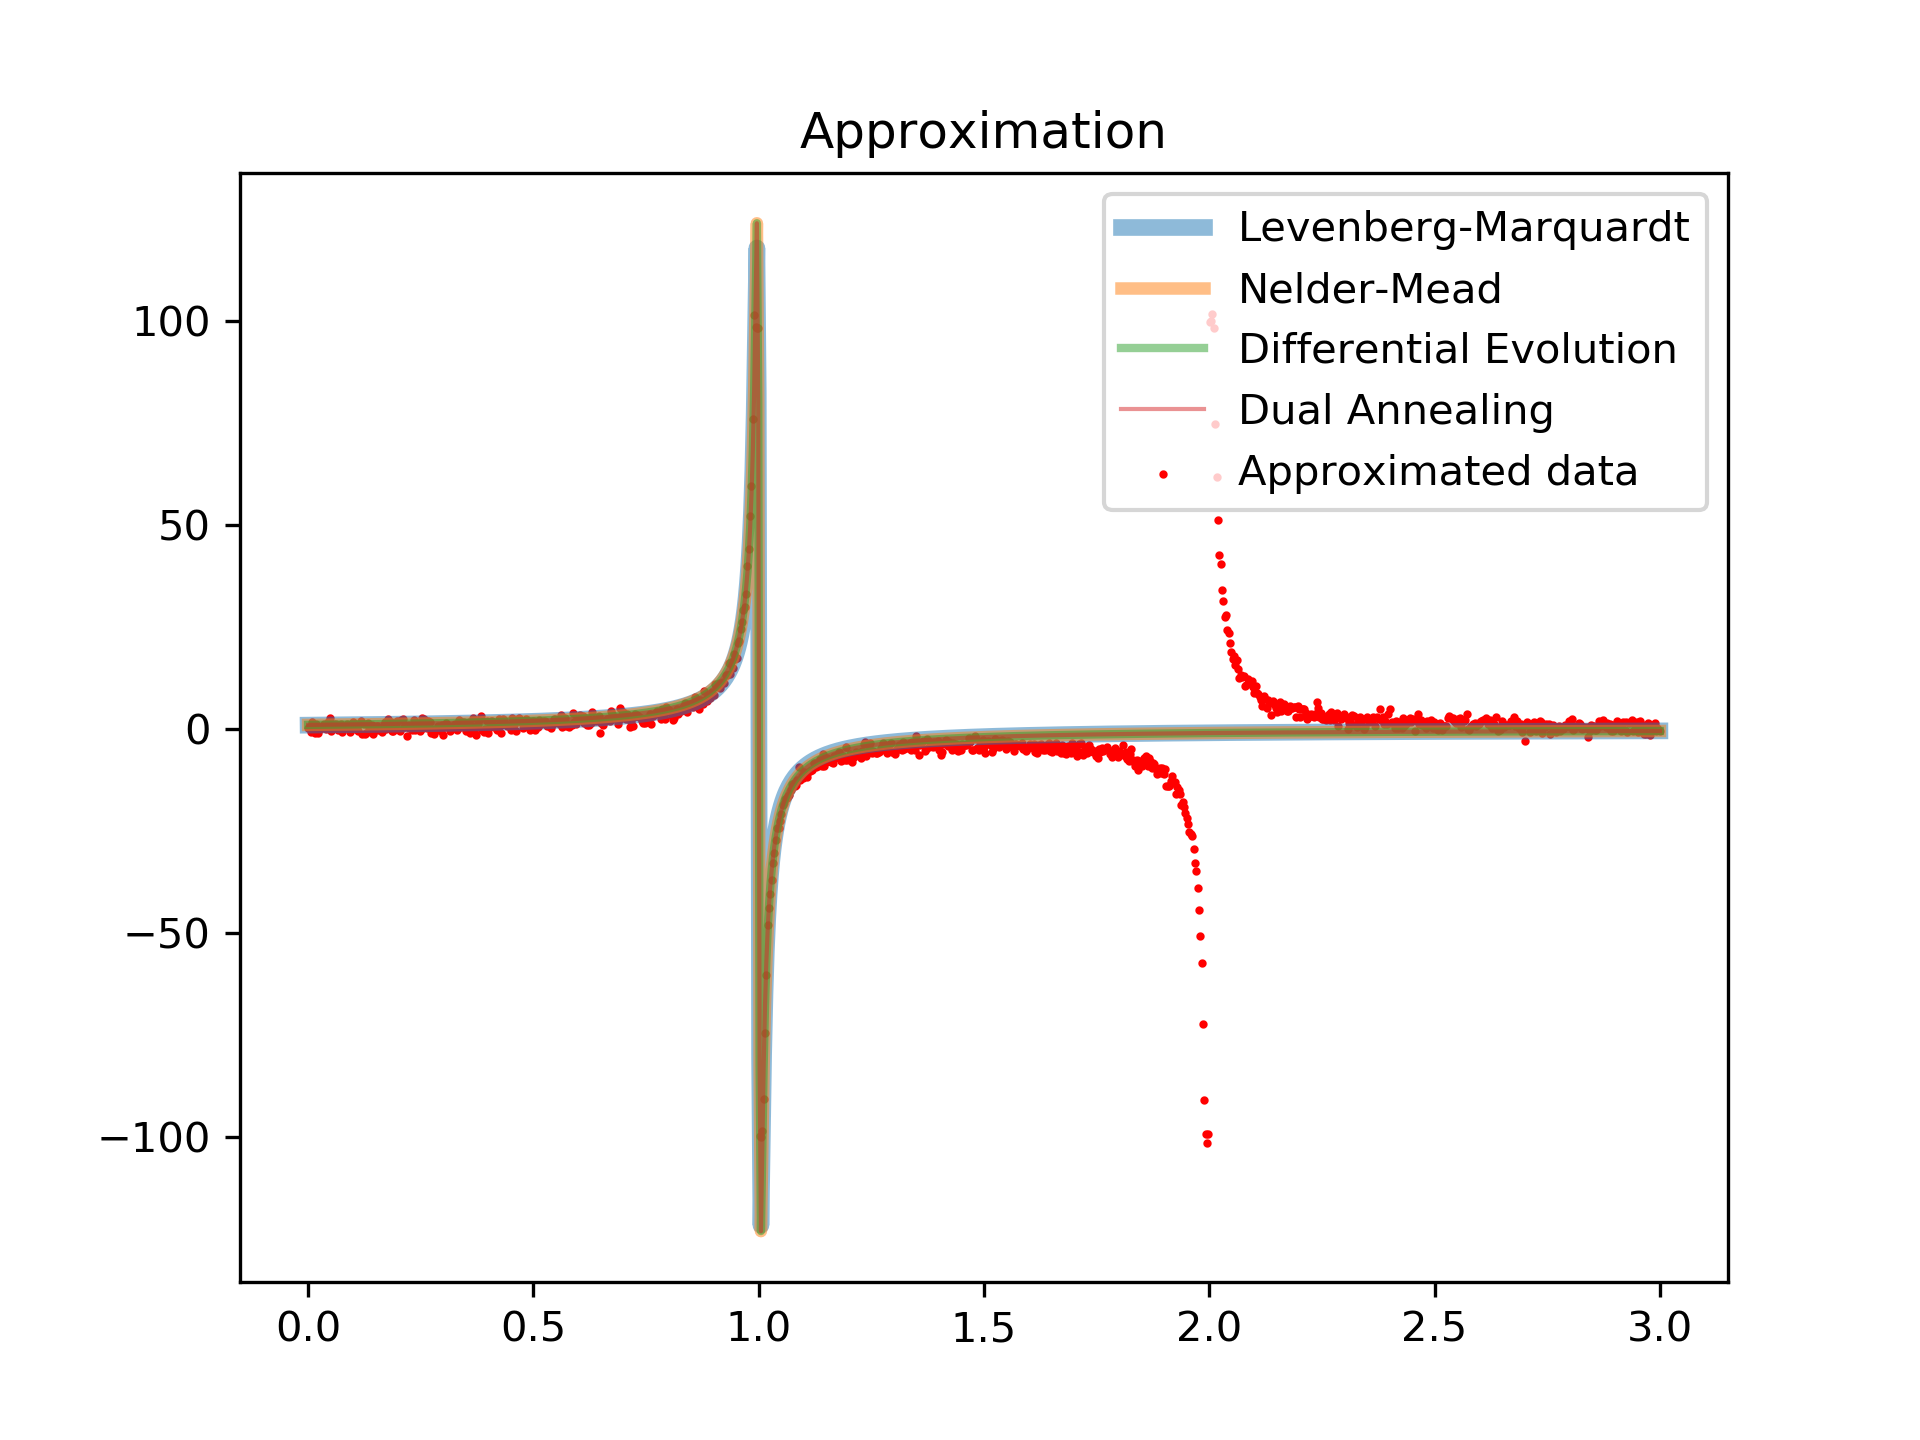 Approximation
Levenberg-Marquardt
Nelder-Mead
Differential Evolution
Dual Annealing
Approximated data
100
50
0
−50
−100
0.0 0.5 1.0 1.5 2.0 2.5 3.0